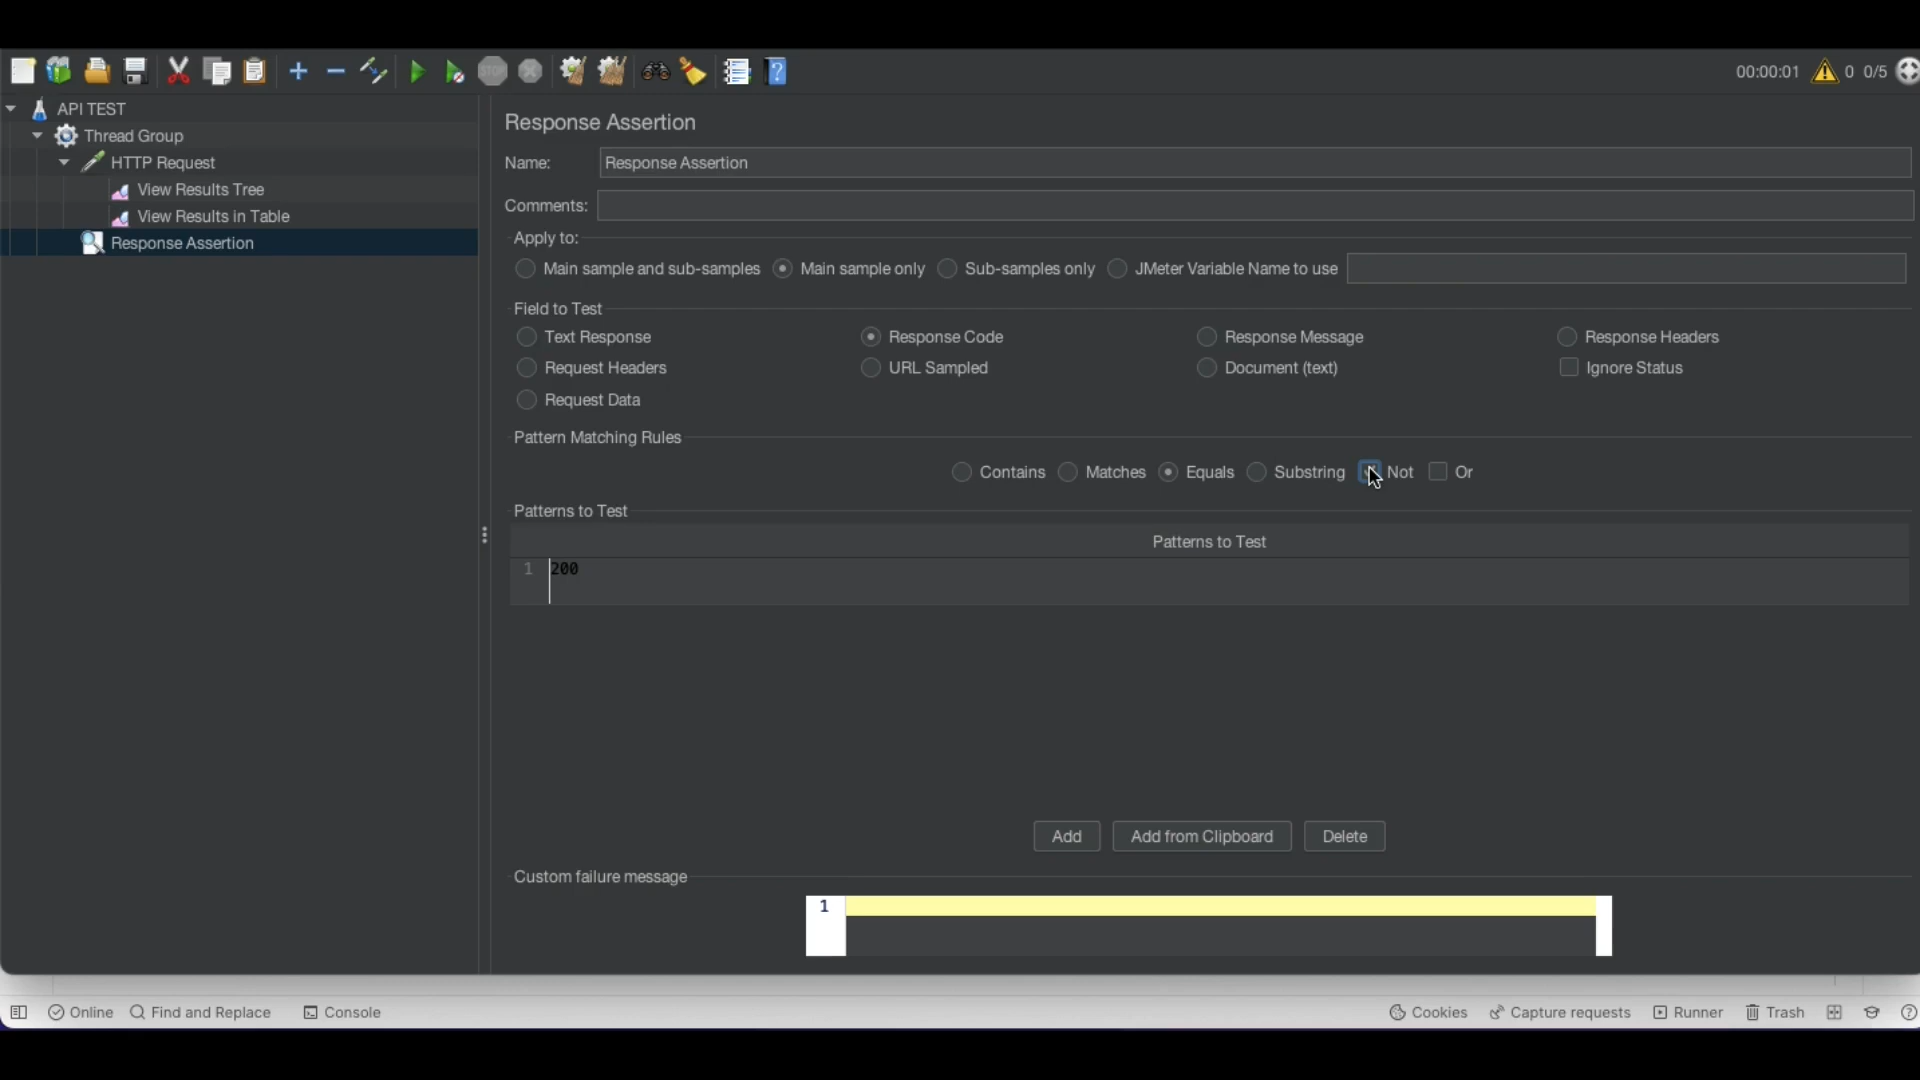 STOP
00:00:01 0 0/5
API TEST
Thread Group
HTTP Request
View Results Tree
View Results in Table
Response Assertion
Response Assertion
Name: Response Assertion
Comments:
Apply to:
Main sample and sub-samples Main sample only Sub-samples only JMeter Variable Name to use
Field to Test
Text Response Response Code Response Message Response Headers
Request Headers URL Sampled Document (text) Ignore Status
Request Data
Pattern Matching Rules
Contains Matches Equals Substring Not Or
Patterns to Test
Patterns to Test
1 200
Add Add from Clipboard Delete
Custom failure message
1
Online Find and Replace Console Cookies Capture requests Runner Trash